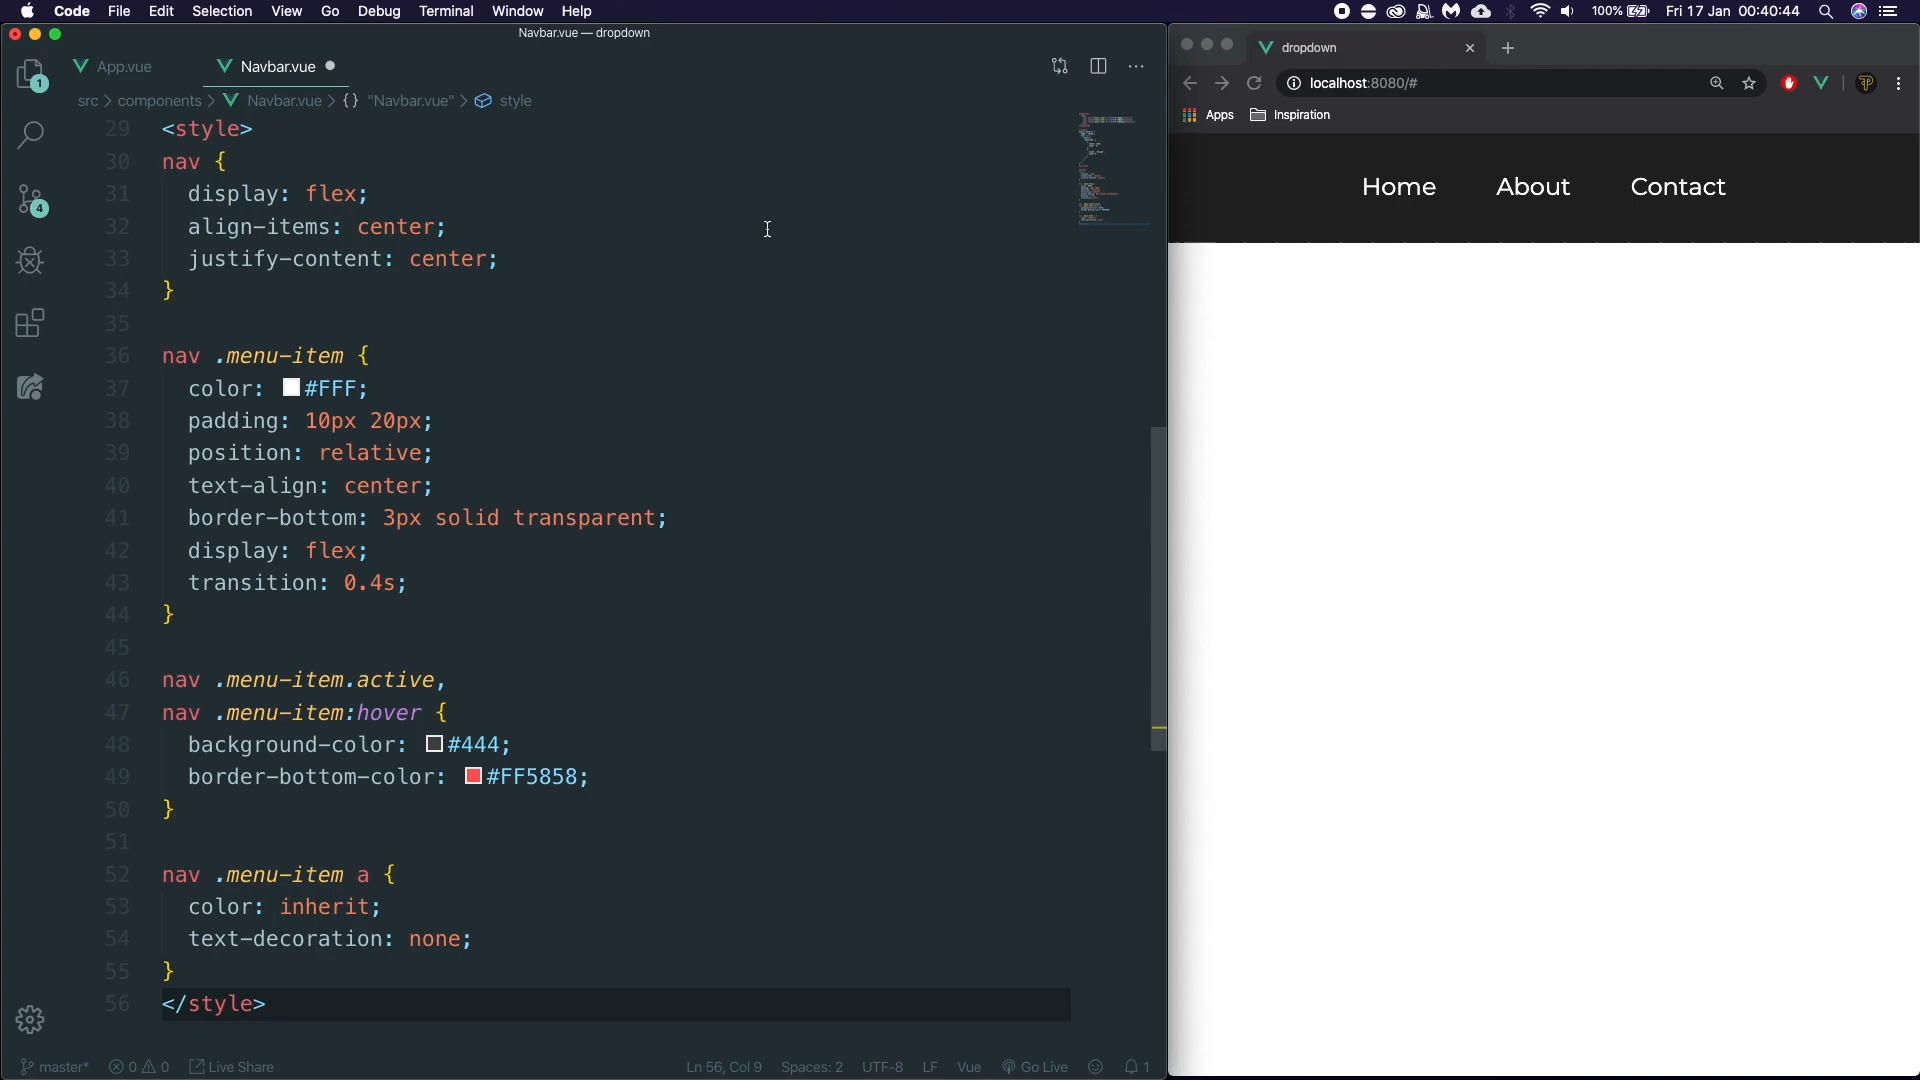 Code File Edit Selection View Go Debug Terminal Window Help
100% Fri 17 Jan 00:40:44
Navbar.vue — dropdown
App.vue
Navbar.vue
src > components > Navbar.vue > {} "Navbar.vue" > style
1
4
29 <style>
30 nav {
31 display: flex;
32 align-items: center;
33 justify-content: center;
34 }
35
36 nav .menu-item {
37 color: #FFF;
38 padding: 10px 20px;
39 position: relative;
40 text-align: center;
41 border-bottom: 3px solid transparent;
42 display: flex;
43 transition: 0.4s;
44 }
45
46 nav .menu-item.active,
47 nav .menu-item:hover {
48 background-color: #444;
49 border-bottom-color: #FF5858;
50 }
51
52 nav .menu-item a {
53 color: inherit;
54 text-decoration: none;
55 }
56 </style>
master* 0 0 Live Share
Ln 56, Col 9 Spaces: 2 UTF-8 LF Vue Go Live 1
dropdown
localhost:8080/#
Apps Inspiration
Home About Contact